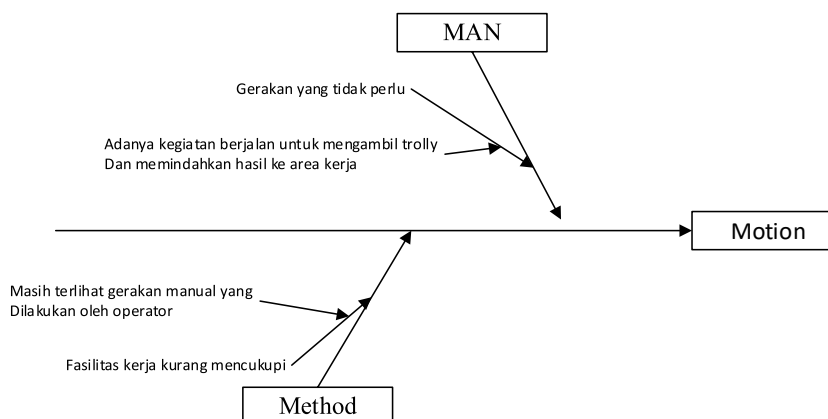 MAN
Gerakan yang tidak perlu
Adanya kegiatan berjalan untuk mengambil trolly
Dan memindahkan hasil ke area kerja
Motion
Masih terlihat gerakan manual yang
Dilakukan oleh operator
Fasilitas kerja kurang mencukupi
Method